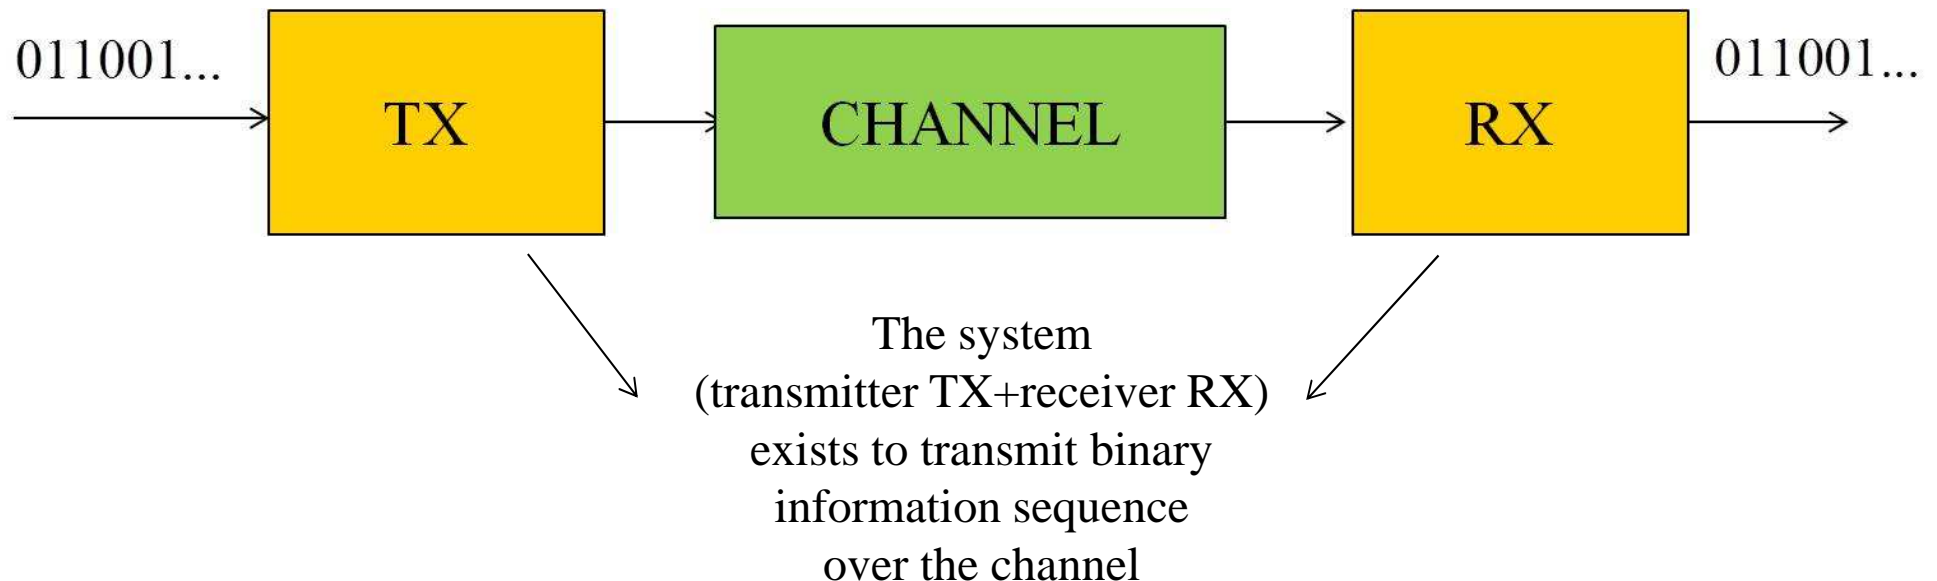 011001...
TX
CHANNEL
RX
011001...
The system
(transmitter TX+receiver RX)
exists to transmit binary
information sequence
over the channel